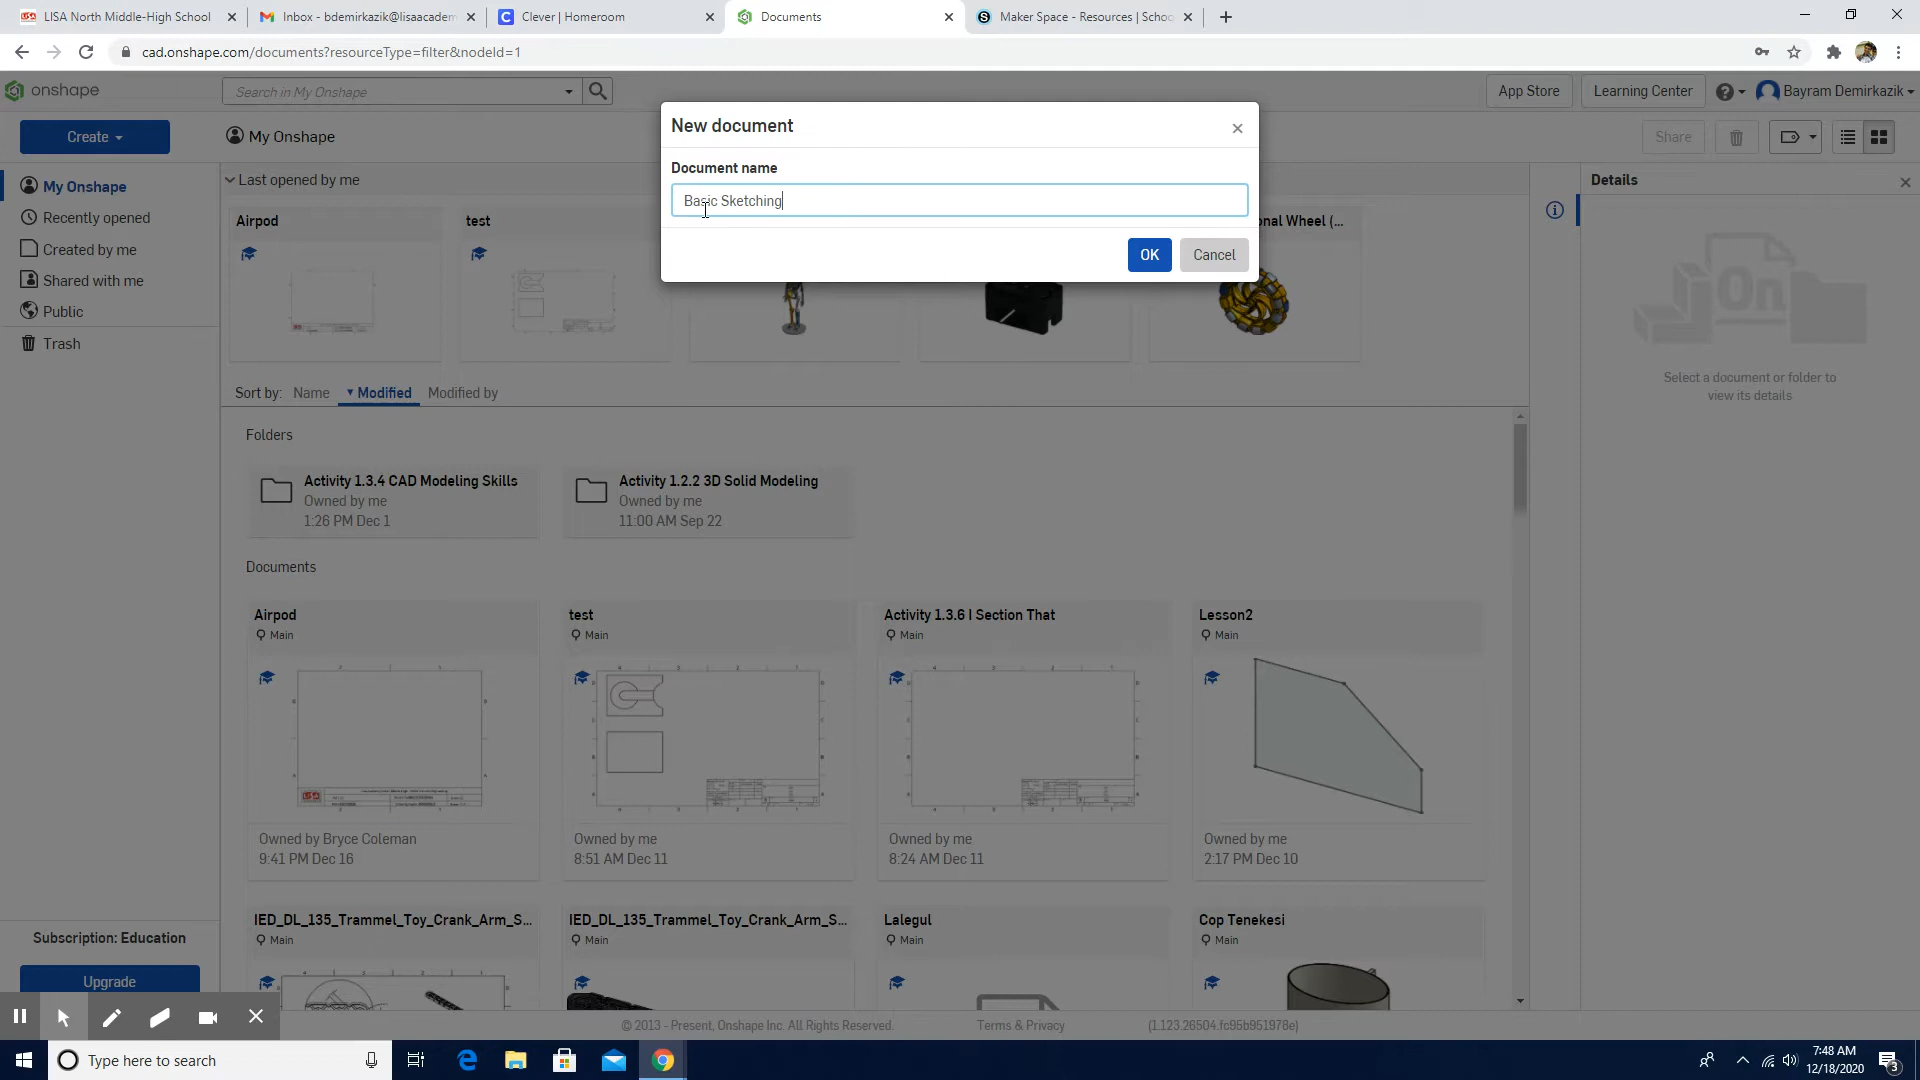 LISA North Middle-High School
Inbox - bdemirkazik@lisaacadem
Clever | Homeroom
Documents
Maker Space - Resources | Schoo
cad.onshape.com/documents?resourceType=filter&nodeId=1
onshape
Search in My Onshape
App Store
Learning Center
Bayram Demirkazik
Create
My Onshape
Share
New document
Document name
Basic Sketching
OK
Cancel
My Onshape
Recently opened
Created by me
Shared with me
Public
Trash
Last opened by me
Airpod
test
onal Wheel (...
Details
Select a document or folder to
view its details
Sort by:
Name
Modified
Modified by
Folders
Activity 1.3.4 CAD Modeling Skills
Owned by me
1:26 PM Dec 1
Activity 1.2.2 3D Solid Modeling
Owned by me
11:00 AM Sep 22
Documents
Airpod
Main
Owned by Bryce Coleman
9:41 PM Dec 16
test
Main
Owned by me
8:51 AM Dec 11
Activity 1.3.6 I Section That
Main
Owned by me
8:24 AM Dec 11
Lesson2
Main
Owned by me
2:17 PM Dec 10
IED_DL_135_Trammel_Toy_Crank_Arm_S...
Main
IED_DL_135_Trammel_Toy_Crank_Arm_S...
Main
Lalegul
Main
Cop Tenekesi
Main
Subscription: Education
Upgrade
© 2013 - Present, Onshape Inc. All Rights Reserved.
Terms & Privacy
(1.123.26504.fc95b951978e)
Type here to search
7:48 AM
12/18/2020
3